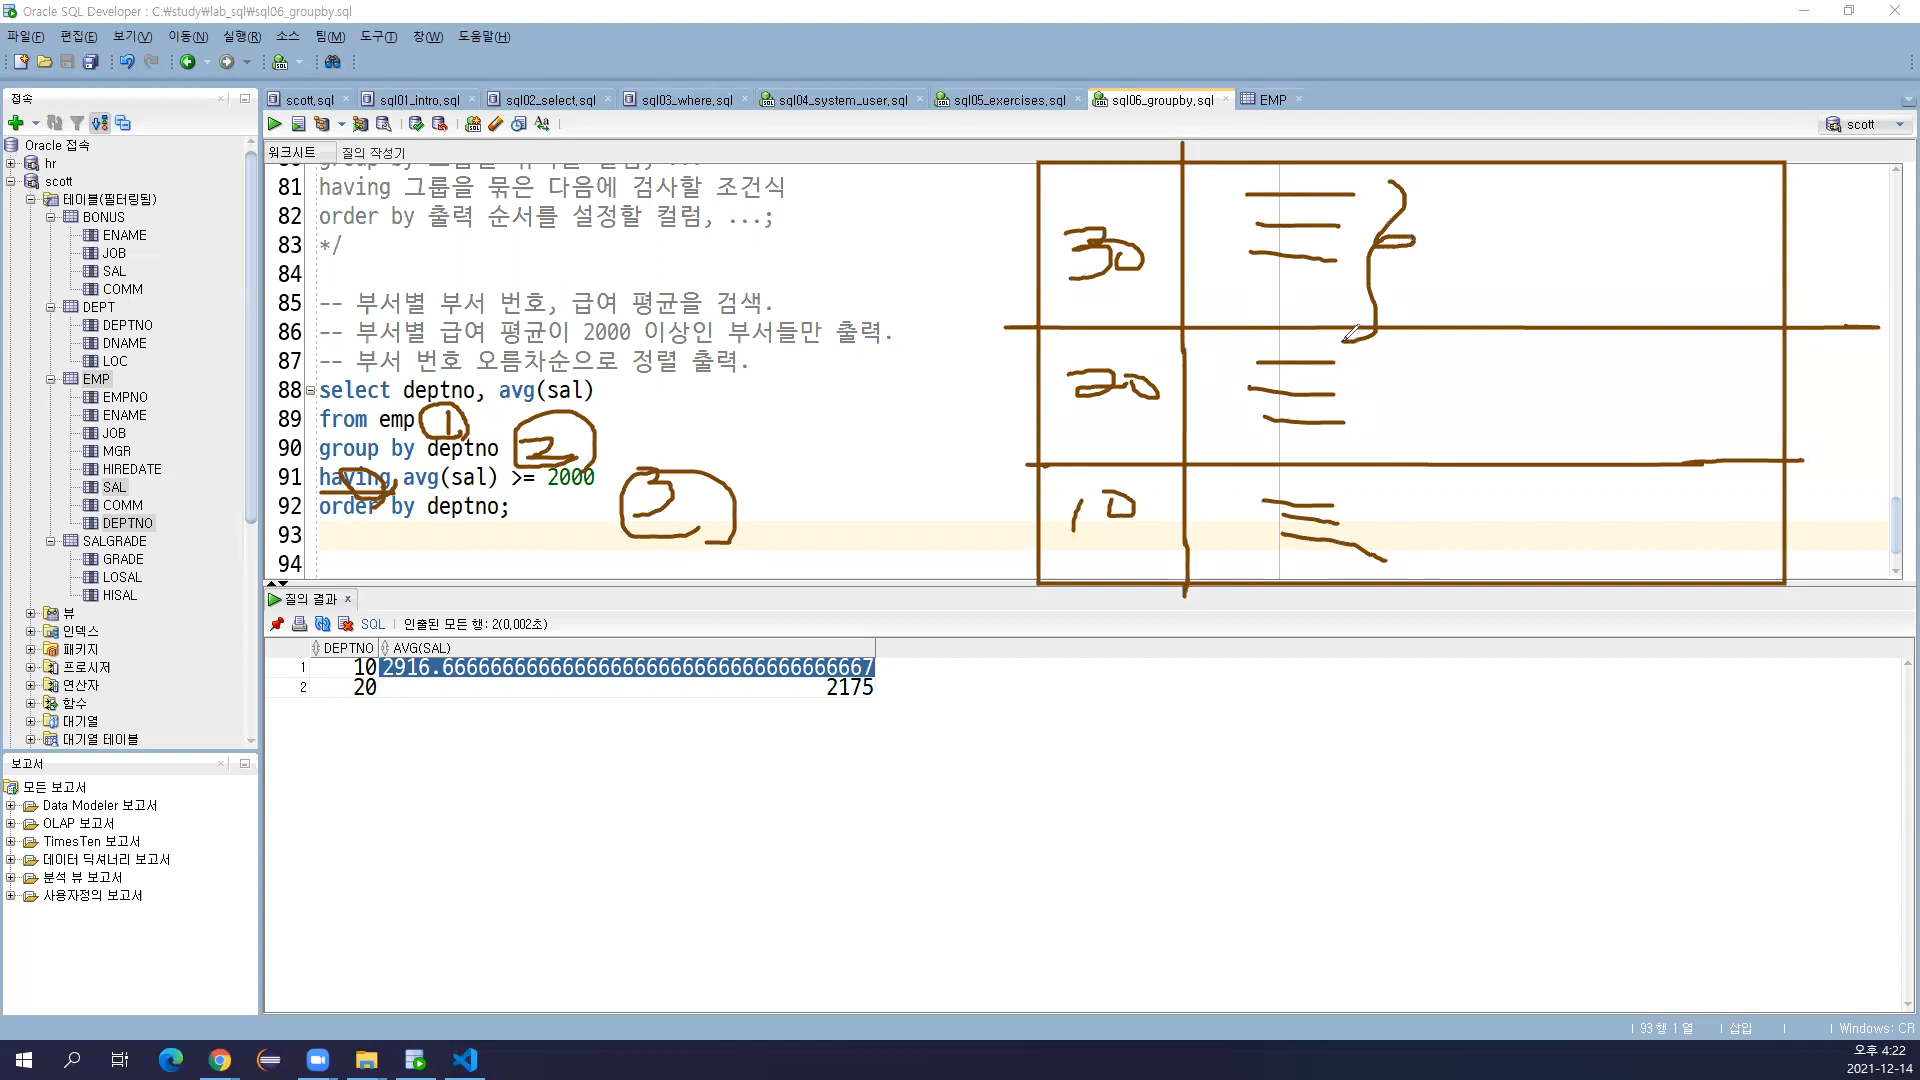 Oracle SQL Developer : C:₩study₩lab_sql₩sql06_groupby.sql
파일(F) 편집(E) 보기(V) 이동(N) 실행(R) 소스 팀(M) 도구(T) 창(W) 도움말(H)
접속
scott.sql sql01_intro.sql sql02_select.sql sql03_where.sql sql04_system_user.sql sql05_exercises.sql sql06_groupby.sql EMP
scott
Oracle 접속
hr
scott
테이블(필터링됨)
BONUS
ENAME
JOB
SAL
COMM
DEPT
DEPTNO
DNAME
LOC
EMP
EMPNO
ENAME
JOB
MGR
HIREDATE
SAL
COMM
DEPTNO
SALGRADE
GRADE
LOSAL
HISAL
뷰
인덱스
패키지
프로시저
연산자
함수
대기열
대기열 테이블
보고서
모든 보고서
Data Modeler 보고서
OLAP 보고서
TimesTen 보고서
데이터 딕셔너리 보고서
분석 뷰 보고서
사용자정의 보고서
워크시트 질의 작성기
81 having 그룹을 묶은 다음에 검사할 조건식
82 order by 출력 순서를 설정할 컬럼, ...;
83 */
84
85 -- 부서별 부서 번호, 급여 평균을 검색.
86 -- 부서별 급여 평균이 2000 이상인 부서들만 출력.
87 -- 부서 번호 오름차순으로 정렬 출력.
88 select deptno, avg(sal)
89 from emp
90 group by deptno
91 having avg(sal) >= 2000
92 order by deptno;
93
94
1
2
3
30
20
10
질의 결과
SQL 인출된 모든 행: 2(0.002초)
DEPTNO AVG(SAL)
1 10 2916.666666666666666666666666666666666667
2 20 2175
93 행 1 열 삽입 Windows: CR
오후 4:22
2021-12-14